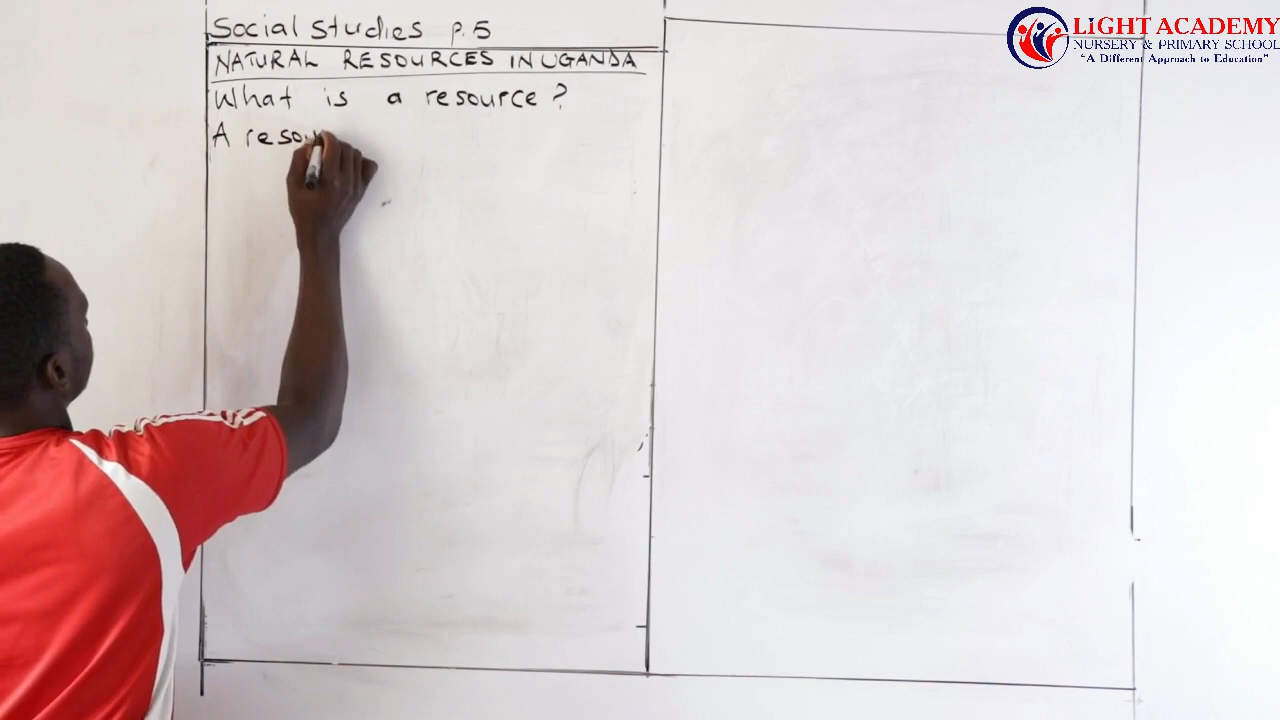 Social Studies p.5
NATURAL RESOURCES IN UGANDA
What is a resource?
A resou
LIGHT ACADEMY
NURSERY & PRIMARY SCHOOL
"A Different Approach to Education"